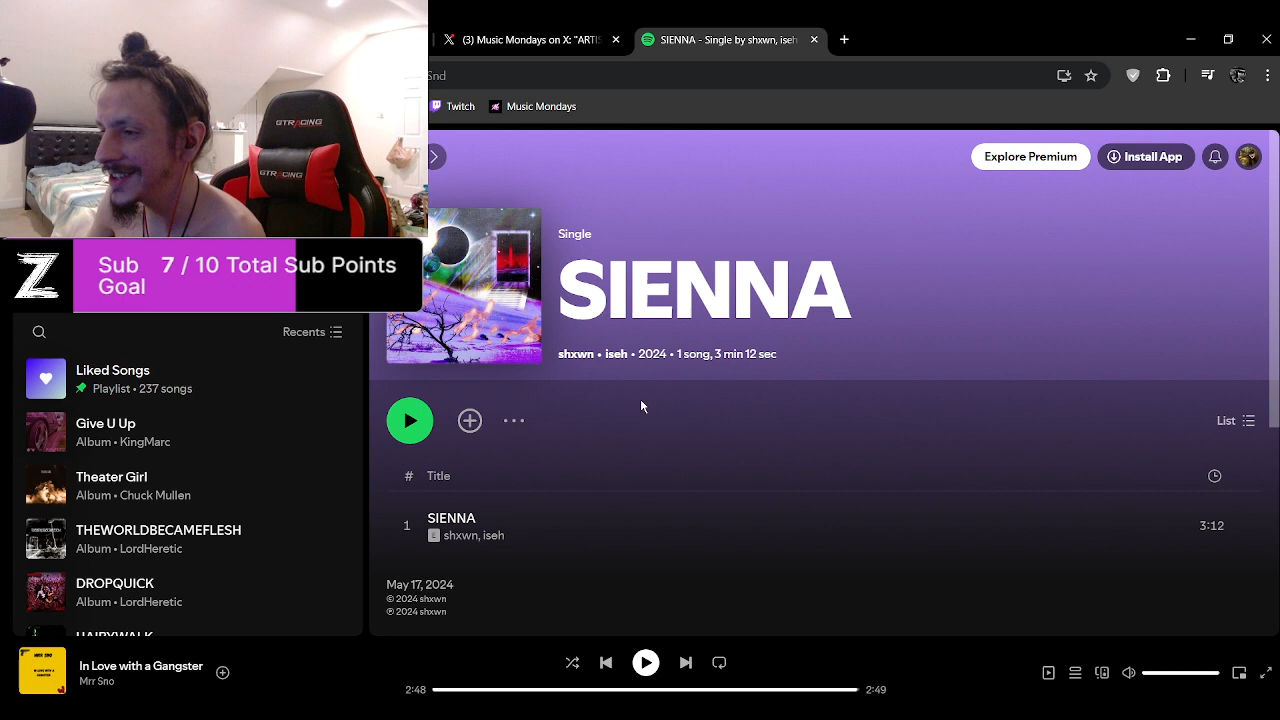 (3) Music Mondays on X: "ARTIS
SIENNA - Single by shxwn, iseh
Snd
Twitch
Music Mondays
GTRACING
GTRACING
Explore Premium
Install App
Sub Goal
7 / 10 Total Sub Points
Single
SIENNA
shxwn • iseh • 2024 • 1 song, 3 min 12 sec
Recents
Liked Songs
Playlist • 237 songs
Give U Up
Album • KingMarc
Theater Girl
Album • Chuck Mullen
THEWORLDBECAMEFLESH
Album • LordHeretic
DROPQUICK
Album • LordHeretic
HAIRYWALK
List
# Title
1
SIENNA
E shxwn, iseh
3:12
May 17, 2024
© 2024 shxwn
℗ 2024 shxwn
MRR SNO
In Love with a Gangster
Mrr Sno
2:48
2:49